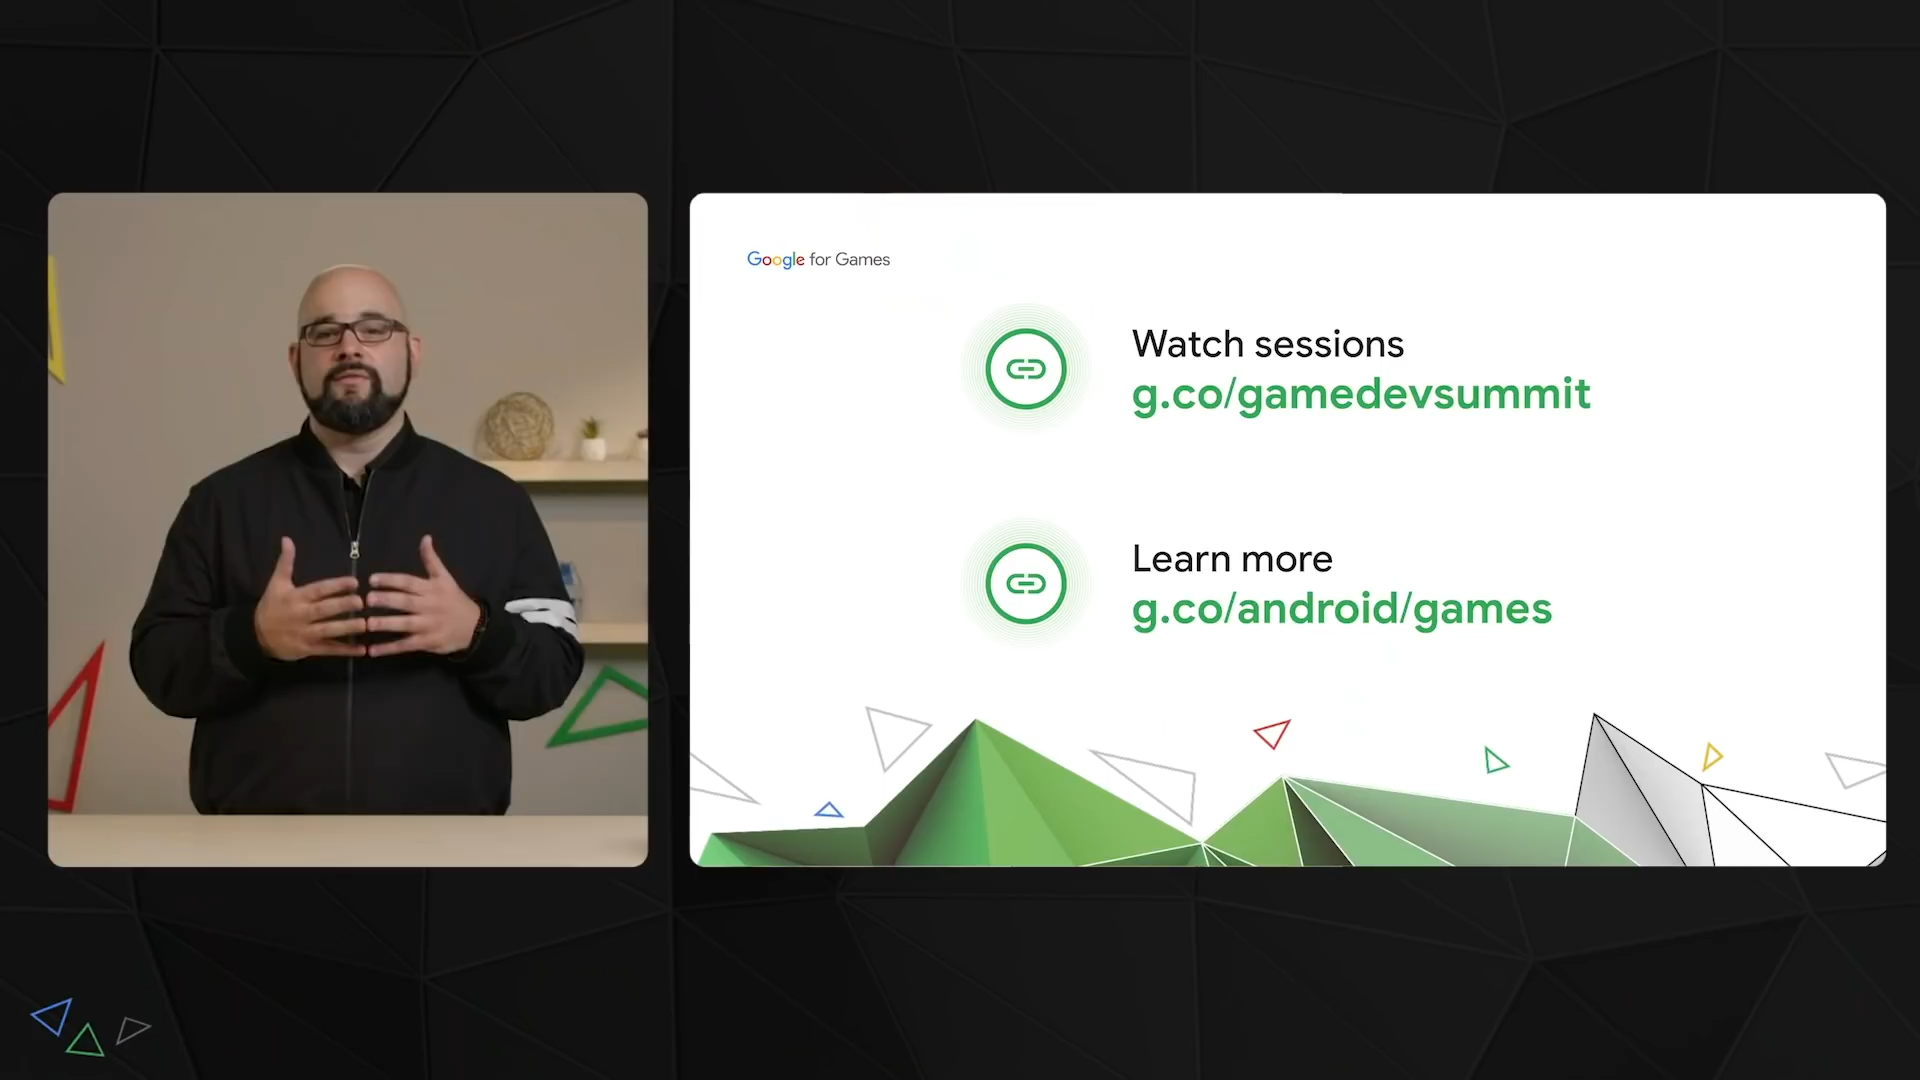 Google for Games
Watch sessions
g.co/gamedevsummit
Learn more
g.co/android/games